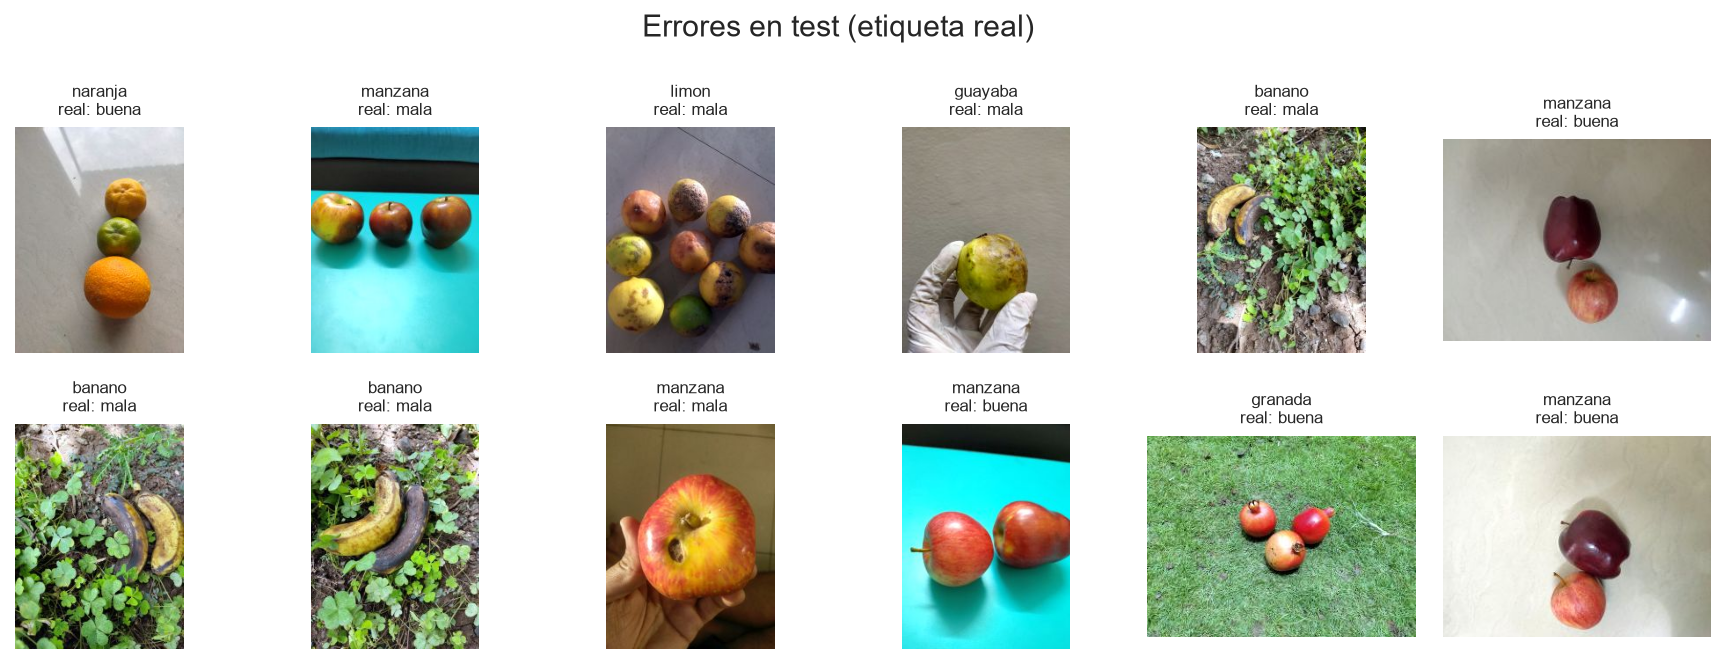 Errores en test (etiqueta real)
naranja
real: buena
manzana
real: mala
limon
real: mala
guayaba
real: mala
banano
real: mala
manzana
real: buena
banano
real: mala
banano
real: mala
manzana
real: mala
manzana
real: buena
granada
real: buena
manzana
real: buena